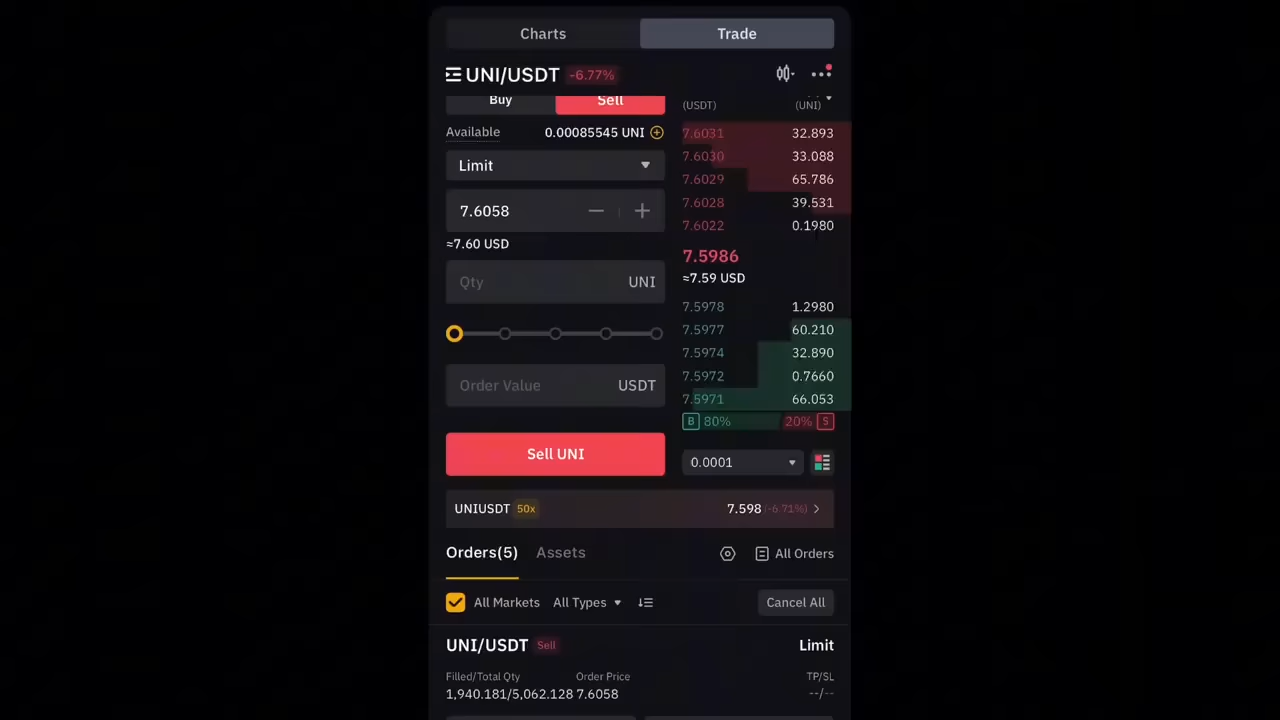 Charts Trade
UNI/USDT -6.77%
Buy Sell
(USDT) (UNI)
Available 0.00085545 UNI
Limit
7.6058
≈7.60 USD
Qty UNI
Order Value USDT
Sell UNI
7.6031 32.893
7.6030 33.088
7.6029 65.786
7.6028 39.531
7.6022 0.1980
7.5986
≈7.59 USD
7.5978 1.2980
7.5977 60.210
7.5974 32.890
7.5972 0.7660
7.5971 66.053
B 80% 20% S
0.0001
UNIUSDT 50x 7.598 (-6.71%)
Orders(5) Assets All Orders
All Markets All Types Cancel All
UNI/USDT Sell Limit
Filled/Total Qty Order Price TP/SL
1,940.181/5,062.128 7.6058 --/--